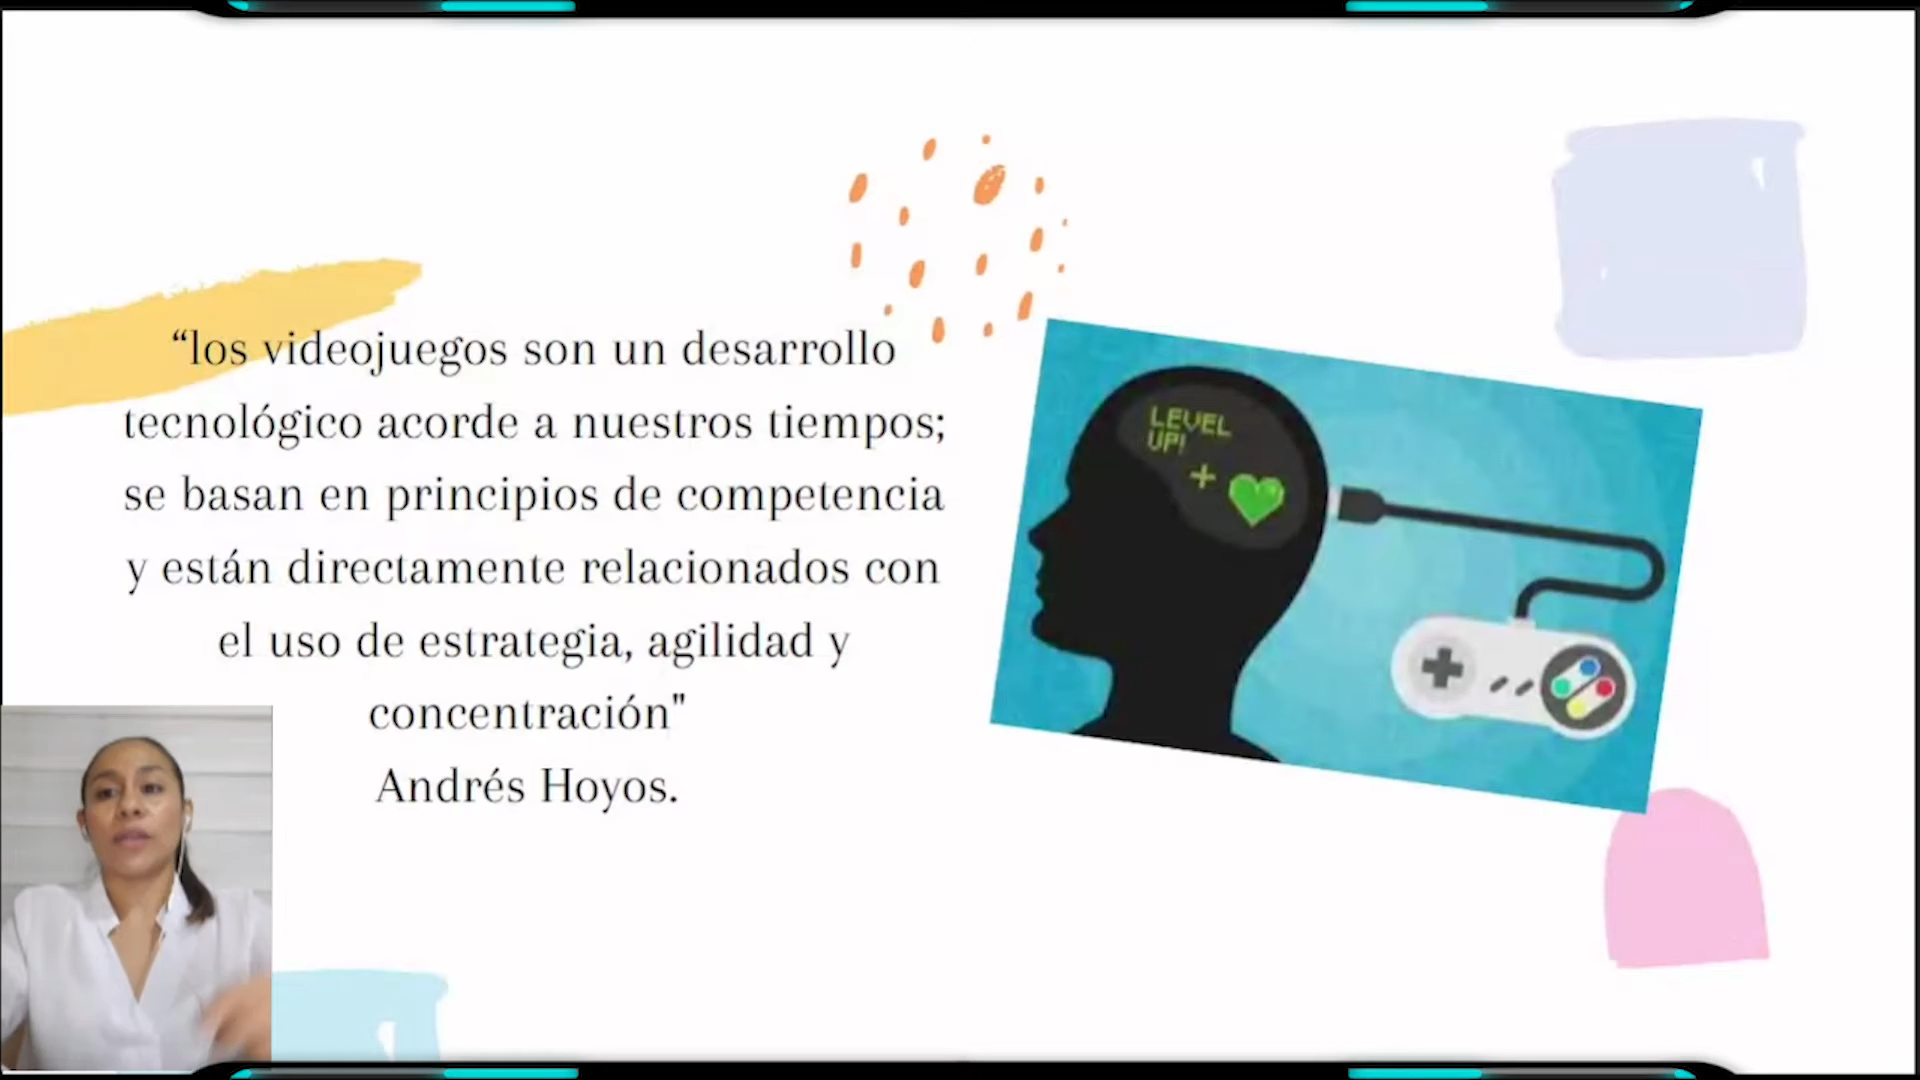 “los videojuegos son un desarrollo
tecnológico acorde a nuestros tiempos;
se basan en principios de competencia
y están directamente relacionados con
el uso de estrategia, agilidad y
concentración"
Andrés Hoyos.
LEVEL
UP!
+